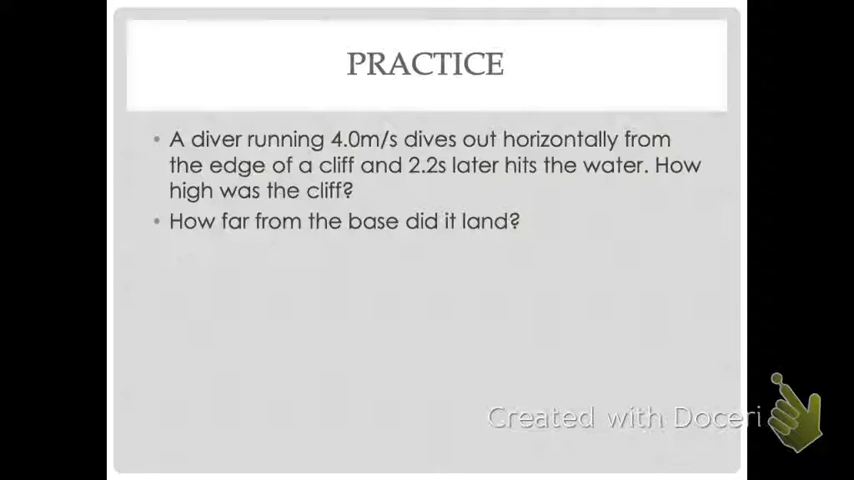 PRACTICE
• A diver running 4.0m/s dives out horizontally from
the edge of a cliff and 2.2s later hits the water. How
high was the cliff?
• How far from the base did it land?
Created with Doceri